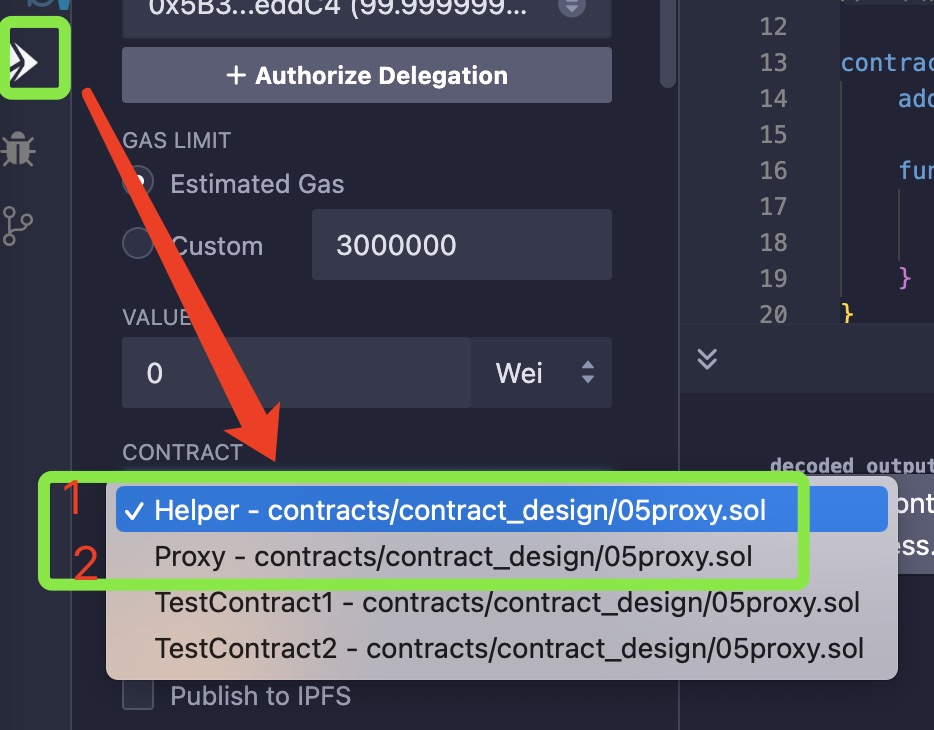 0x5B3...eddC4 (99.999999...
+ Authorize Delegation
GAS LIMIT
Estimated Gas
Custom
3000000
VALUE
0
Wei
CONTRACT
1
✓ Helper - contracts/contract_design/05proxy.sol
2
Proxy - contracts/contract_design/05proxy.sol
TestContract1 - contracts/contract_design/05proxy.sol
TestContract2 - contracts/contract_design/05proxy.sol
Publish to IPFS
12
13 contrac
14 add
15
16 fun
17
18
19 }
20 }
decoded output
ont
ess.